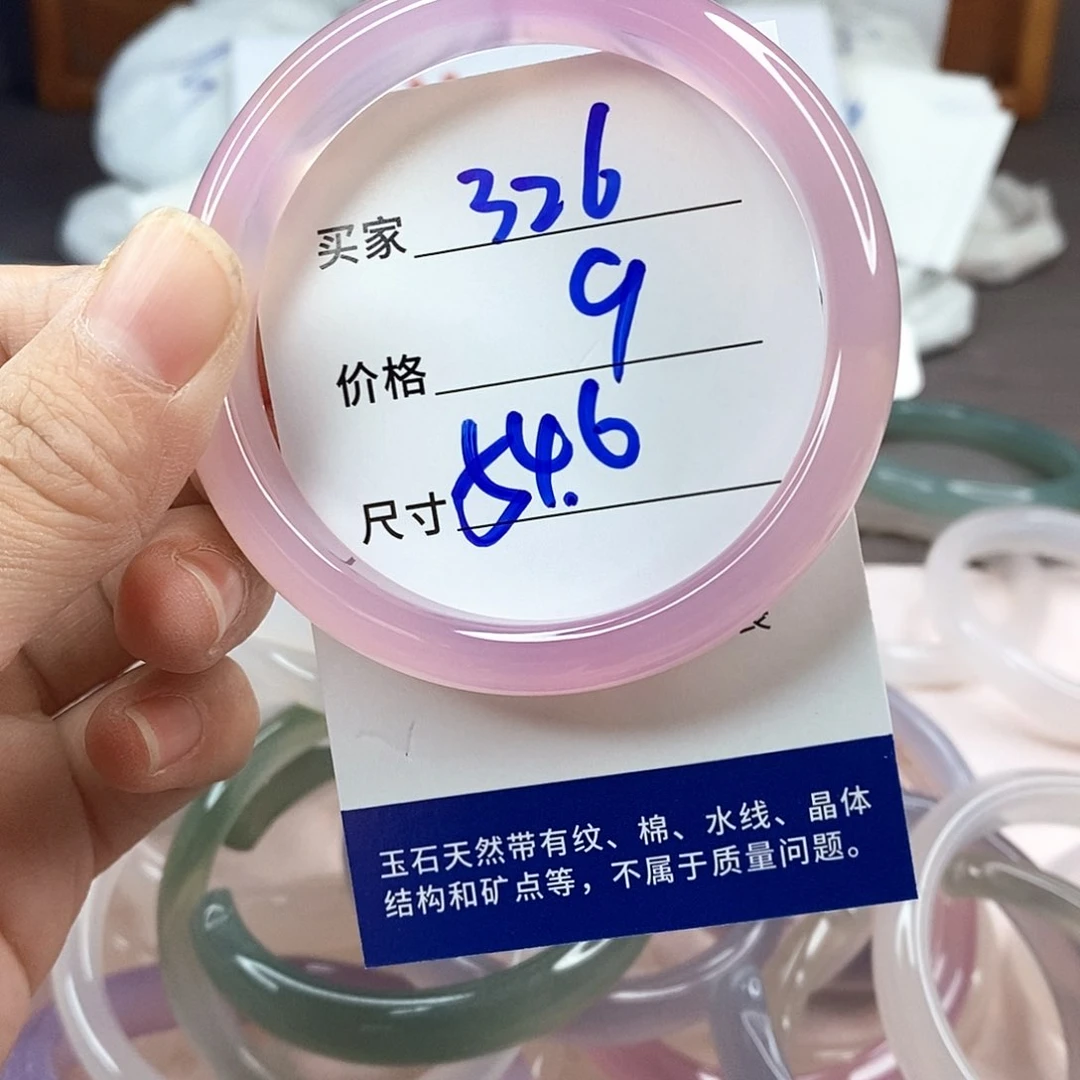 买家 326
价格 9
尺寸 54.6
玉石天然带有纹、棉、水线、晶体
结构和矿点等，不属于质量问题。